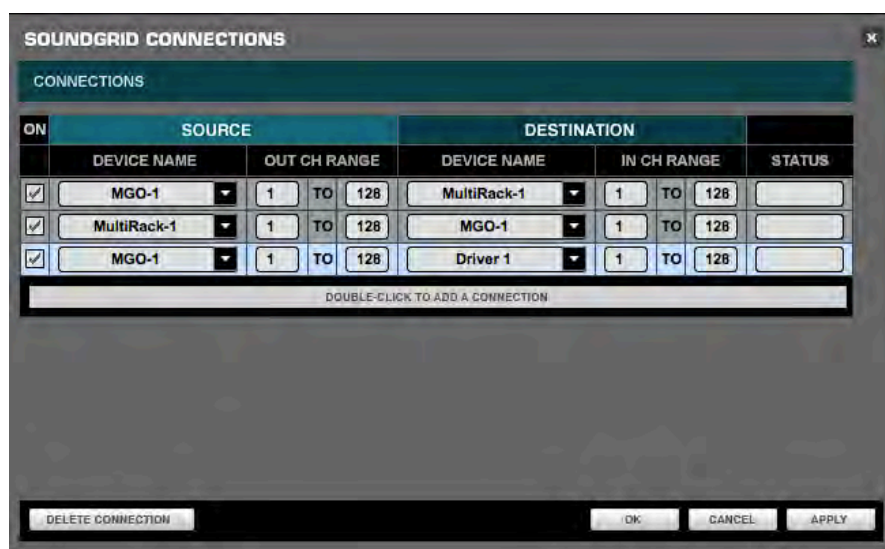 SOUNDGRID CONNECTIONS
x
CONNECTIONS
ON SOURCE DESTINATION
DEVICE NAME OUT CH RANGE DEVICE NAME IN CH RANGE STATUS
MGO-1 1 TO 128 MultiRack-1 1 TO 128
MultiRack-1 1 TO 128 MGO-1 1 TO 128
MGO-1 1 TO 128 Driver 1 1 TO 128
DOUBLE-CLICK TO ADD A CONNECTION
DELETE CONNECTION OK CANCEL APPLY